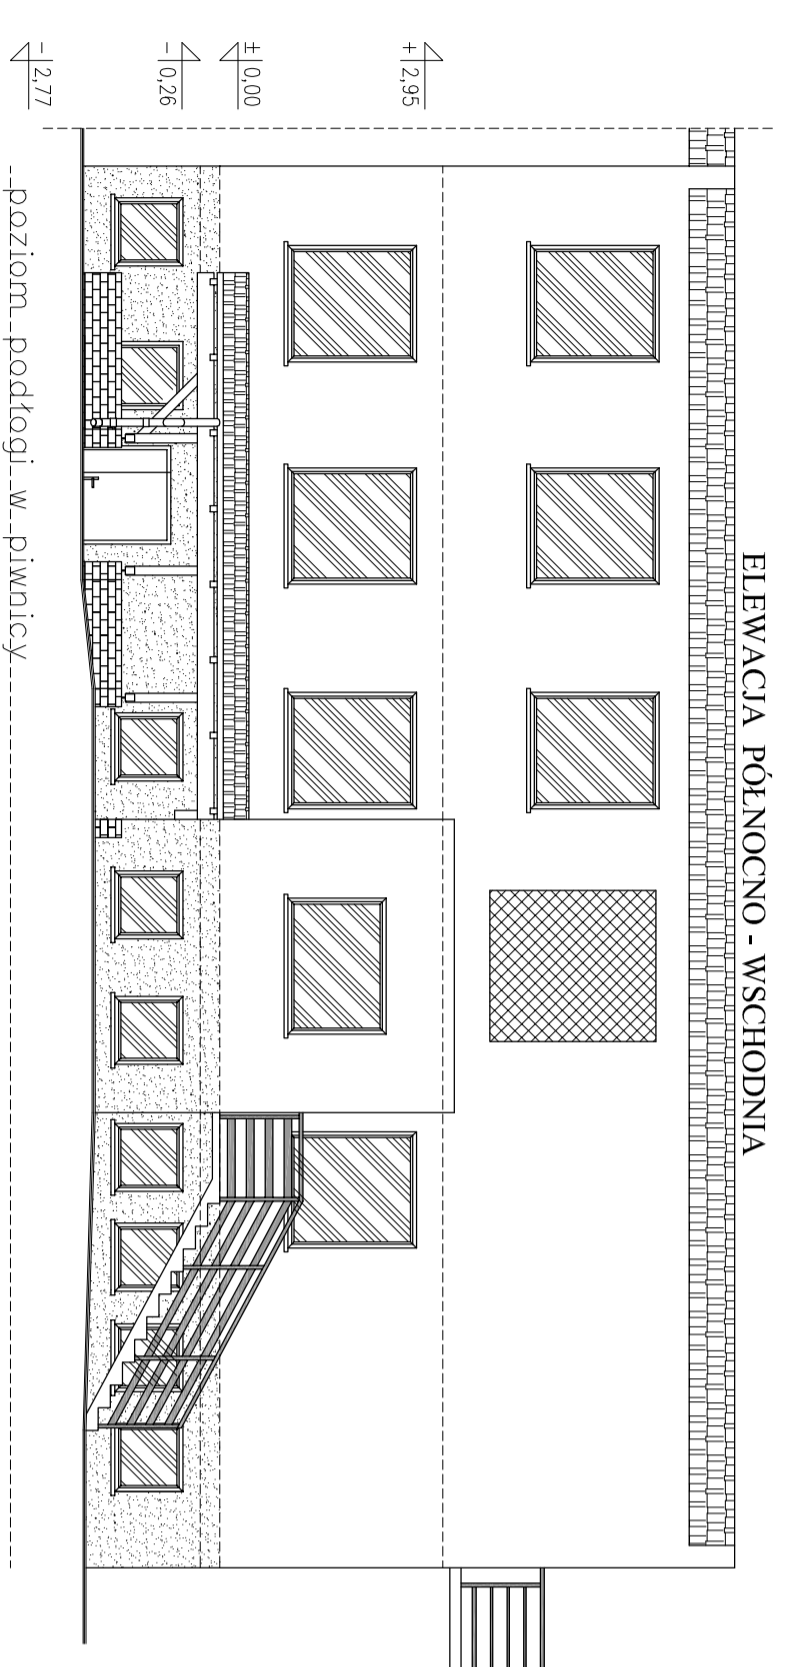 ELEWACJA PÓŁNOCNO - WSCHODNIA
+ 2,95
±0,00
- 0,26
- 2,77
poziom podłogi w piwnicy